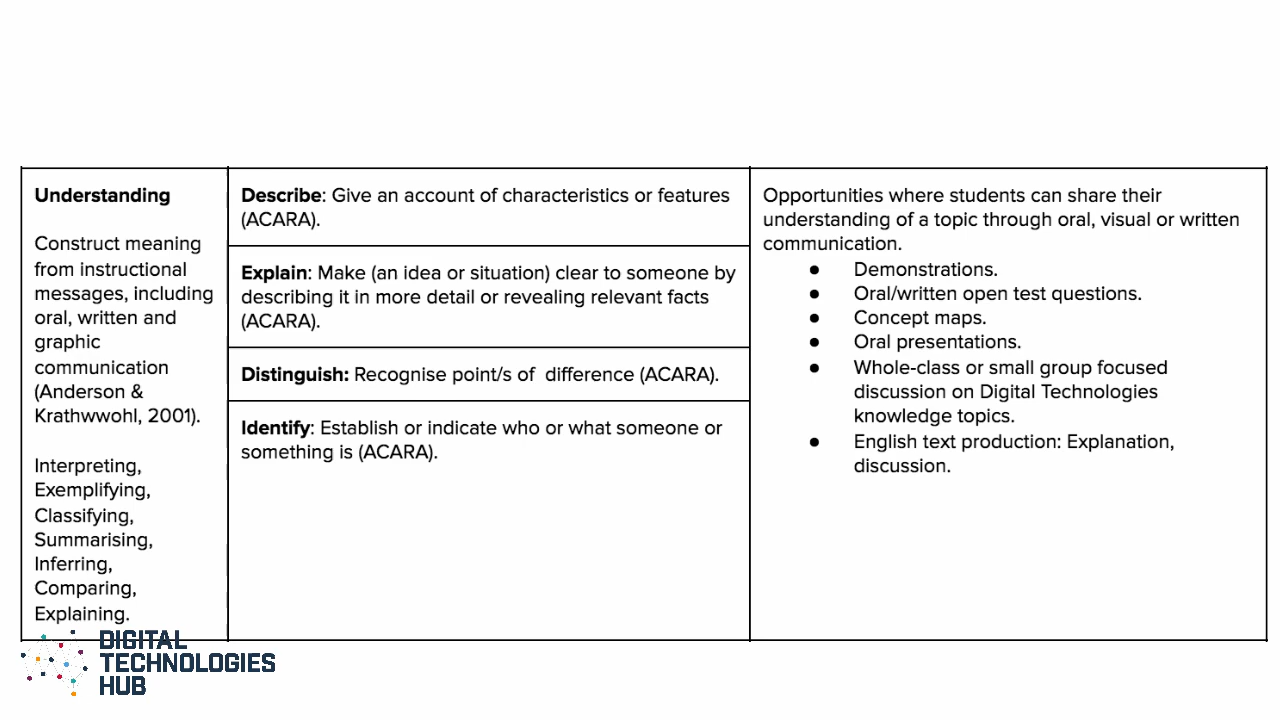 Understanding
Construct meaning
from instructional
messages, including
oral, written and
graphic
communication
(Anderson &
Krathwwohl, 2001).
Interpreting,
Exemplifying,
Classifying,
Summarising,
Inferring,
Comparing,
Explaining.
Describe: Give an account of characteristics or features
(ACARA).
Explain: Make (an idea or situation) clear to someone by
describing it in more detail or revealing relevant facts
(ACARA).
Distinguish: Recognise point/s of difference (ACARA).
Identify: Establish or indicate who or what someone or
something is (ACARA).
Opportunities where students can share their
understanding of a topic through oral, visual or written
communication.
● Demonstrations.
● Oral/written open test questions.
● Concept maps.
● Oral presentations.
● Whole-class or small group focused
discussion on Digital Technologies
knowledge topics.
● English text production: Explanation,
discussion.
DIGITAL
TECHNOLOGIES
HUB